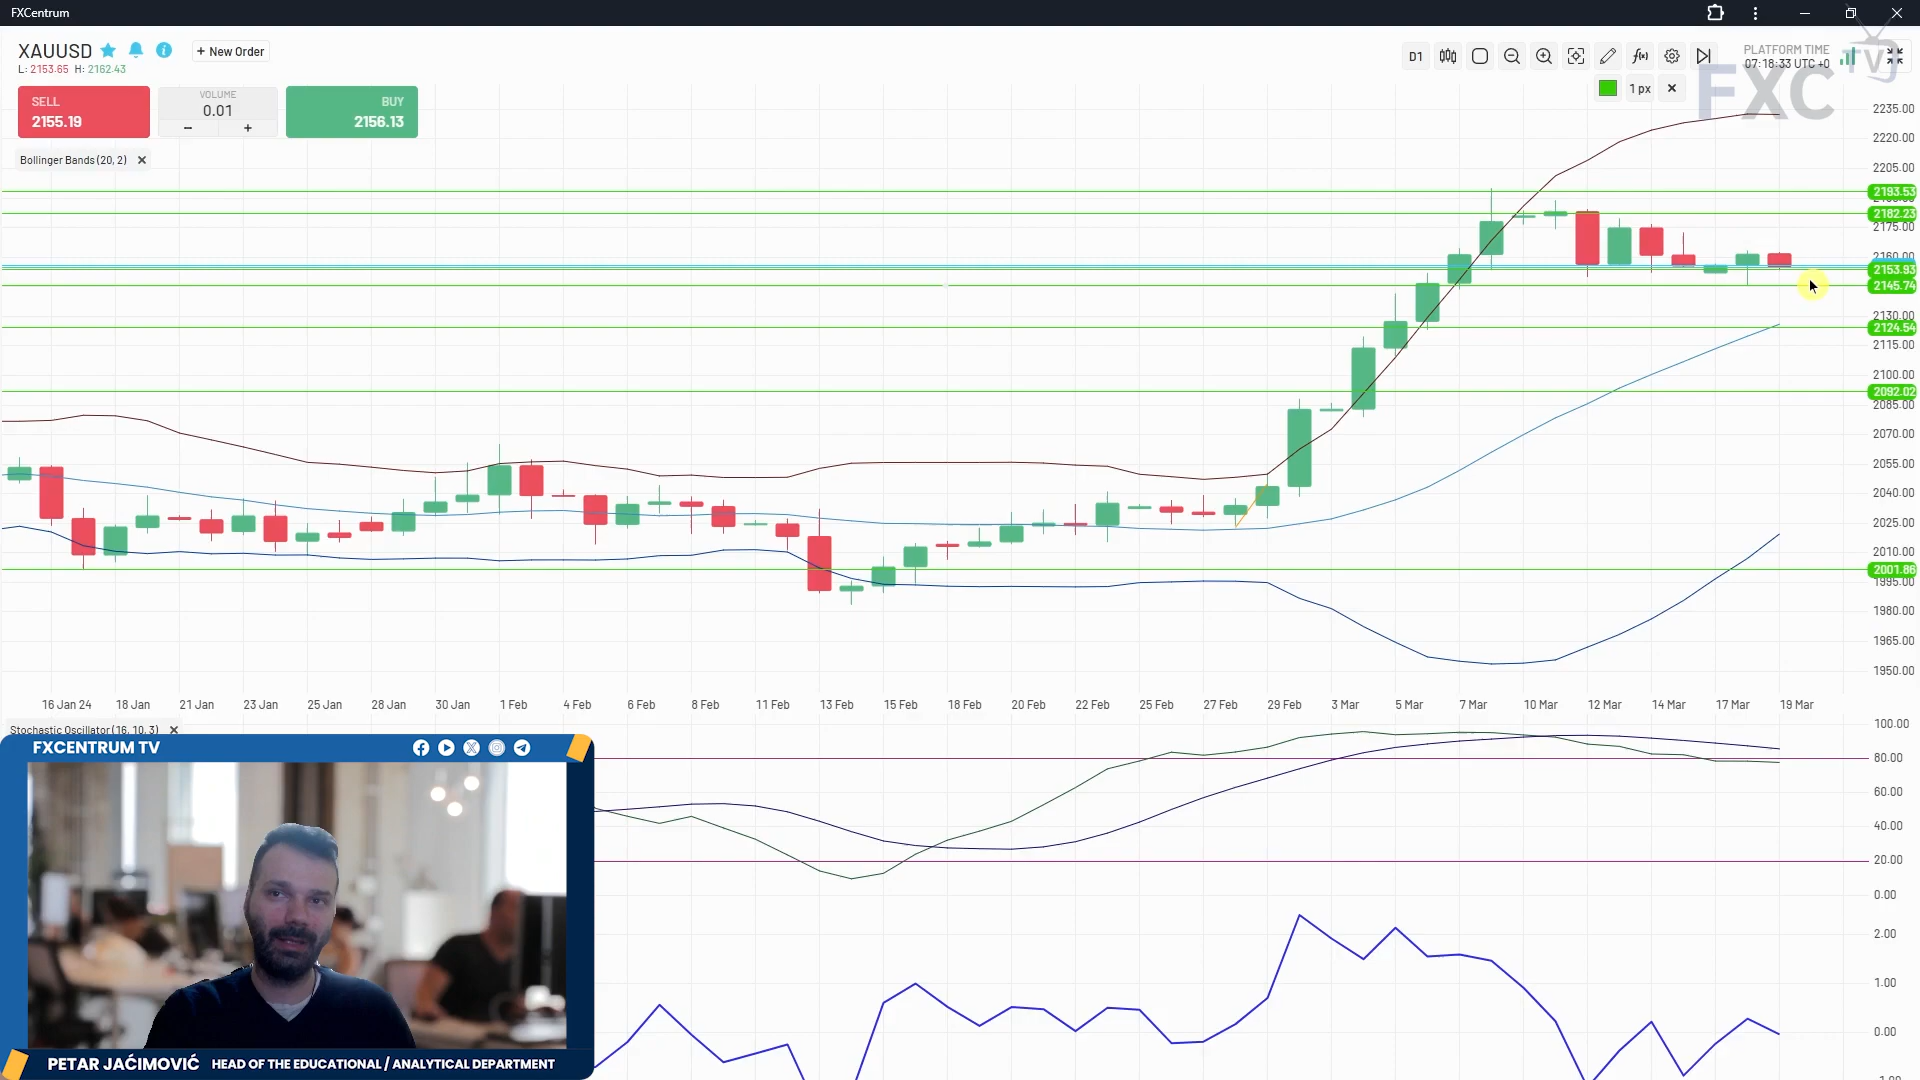 FXCentrum
XAUUSD
+ New Order
L: 2153.65 H: 2162.43
SELL
2155.19
VOLUME
0.01
BUY
2156.13
Bollinger Bands (20, 2)
D1
f(x)
PLATFORM TIME
07:18:33 UTC +0
1 px
FXC
TV
2235.00
2220.00
2205.00
2193.53
2182.23
2175.00
2160.00
2153.93
2145.74
2130.00
2124.54
2115.00
2100.00
2092.02
2085.00
2070.00
2055.00
2040.00
2025.00
2010.00
2001.86
1995.00
1980.00
1965.00
1950.00
16 Jan 24 18 Jan 21 Jan 23 Jan 25 Jan 28 Jan 30 Jan 1 Feb 4 Feb 6 Feb 8 Feb 11 Feb 13 Feb 15 Feb 18 Feb 20 Feb 22 Feb 25 Feb 27 Feb 29 Feb 3 Mar 5 Mar 7 Mar 10 Mar 12 Mar 14 Mar 17 Mar 19 Mar
Stochastic Oscillator (16, 10, 3)
100.00
80.00
60.00
40.00
20.00
0.00
2.00
1.00
0.00
FXCENTRUM TV
PETAR JAĆIMOVIĆ HEAD OF THE EDUCATIONAL / ANALYTICAL DEPARTMENT